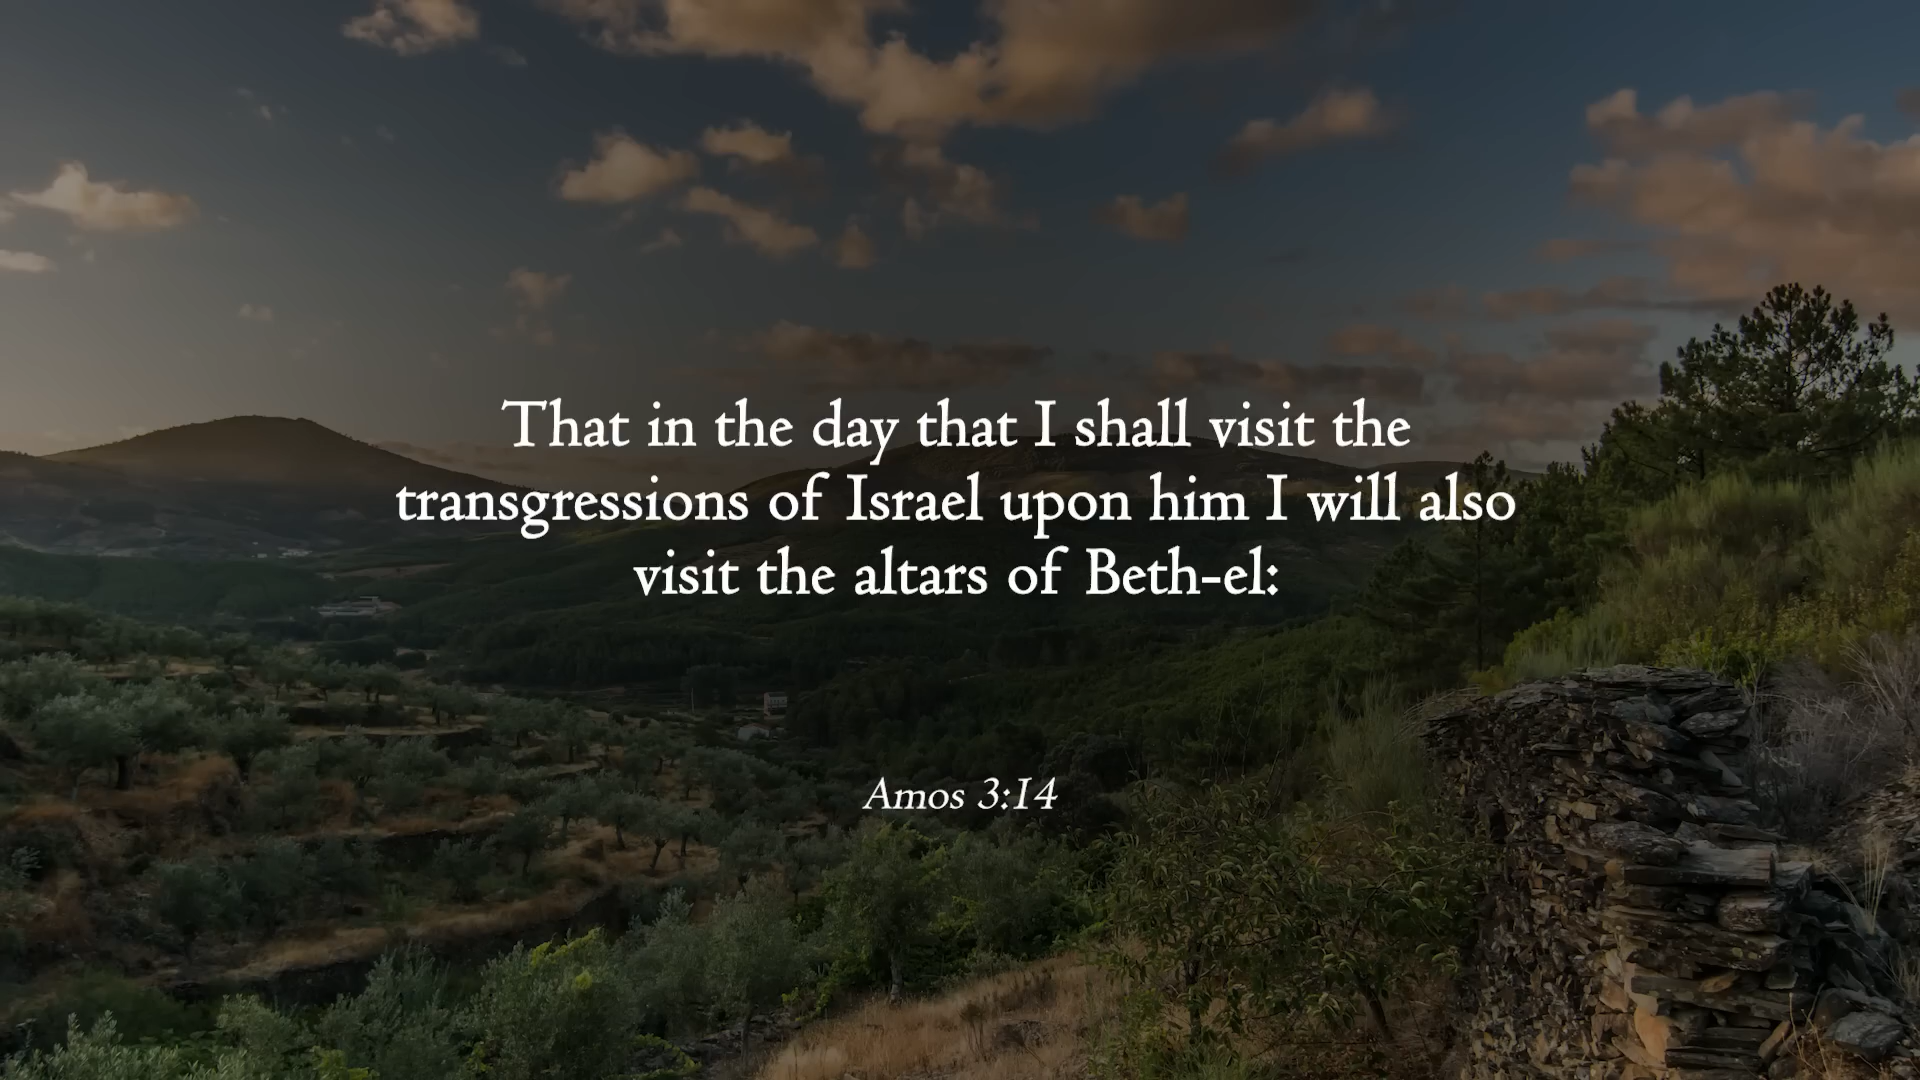 That in the day that I shall visit the
transgressions of Israel upon him I will also
visit the altars of Beth-el:
Amos 3:14